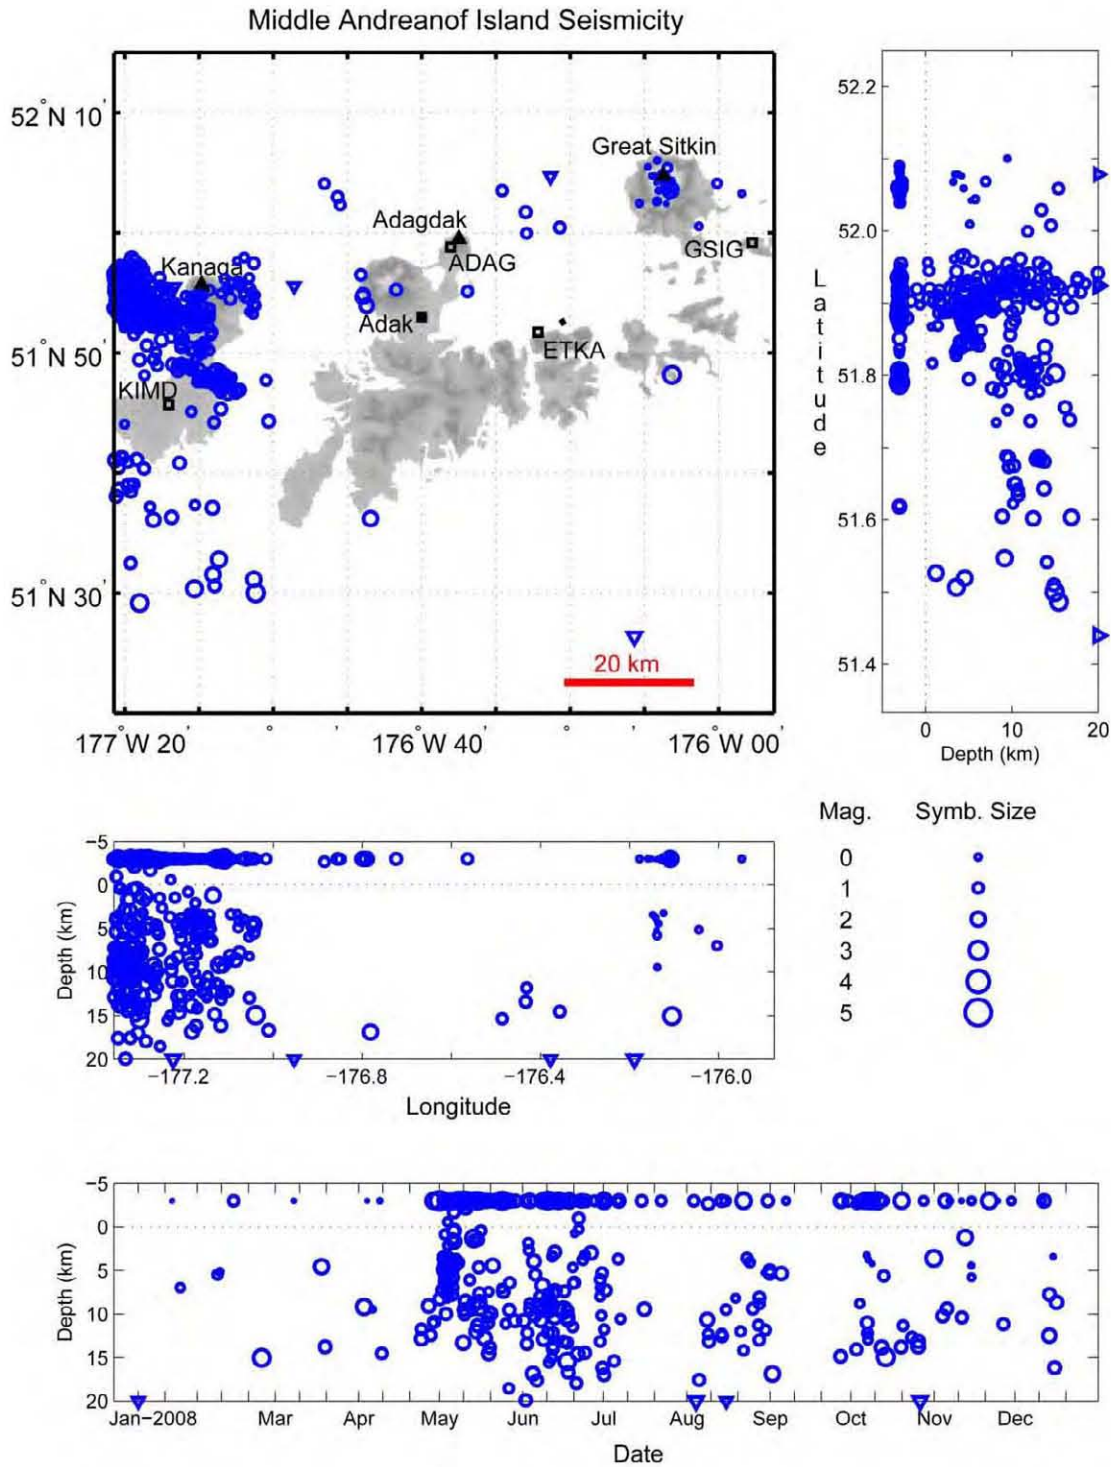 Middle Andreanof Island Seismicity
52°N 10'
51°N 50'
51°N 30'
Great Sitkin
Adagdak
ADAG
Kanaga
GSIG
Adak
ETKA
KIMD
20 km
177°W 20'
°
'
176°W 40'
°
'
176°W 00'
'
52.2
52.0
51.8
51.6
51.4
Latitude
0 10 20
Depth (km)
−5
0
5
10
15
20
Depth (km)
−177.2 −176.8 −176.4 −176.0
Longitude
Mag. Symb. Size
0
1
2
3
4
5
−5
0
5
10
15
20
Depth (km)
Jan−2008 Mar Apr May Jun Jul Aug Sep Oct Nov Dec
Date